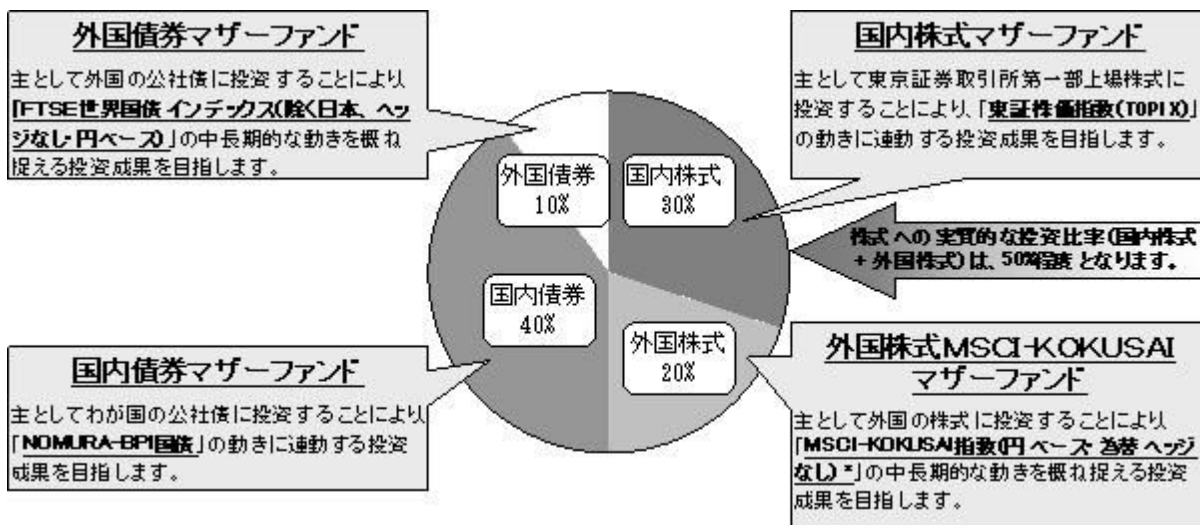 外国債券マザーファンド
主として外国の公社債に投資することにより
「FTSE世界国債インデックス(除く日本、ヘッ
ジなし・円ベース)」の中長期的な動きを概ね
捉える投資成果を目指します。
国内株式マザーファンド
主として東京証券取引所第一部上場株式に
投資することにより、「東証株価指数(TOPIX)」
の動きに連動する投資成果を目指します。
外国債券
10%
国内株式
30%
株式への実質的な投資比率(国内株式
+外国株式)は、50%程度となります。
国内債券
40%
外国株式
20%
国内債券マザーファンド
主としてわが国の公社債に投資することにより
「NOMURA-BPI国債」の動きに連動する投資
成果を目指します。
外国株式MSCI-KOKUSAI
マザーファンド
主として外国の株式に投資することにより
「MSCI-KOKUSAI指数(円ベース・為替ヘッジ
なし)*」の中長期的な動きを概ね捉える投資
成果を目指します。